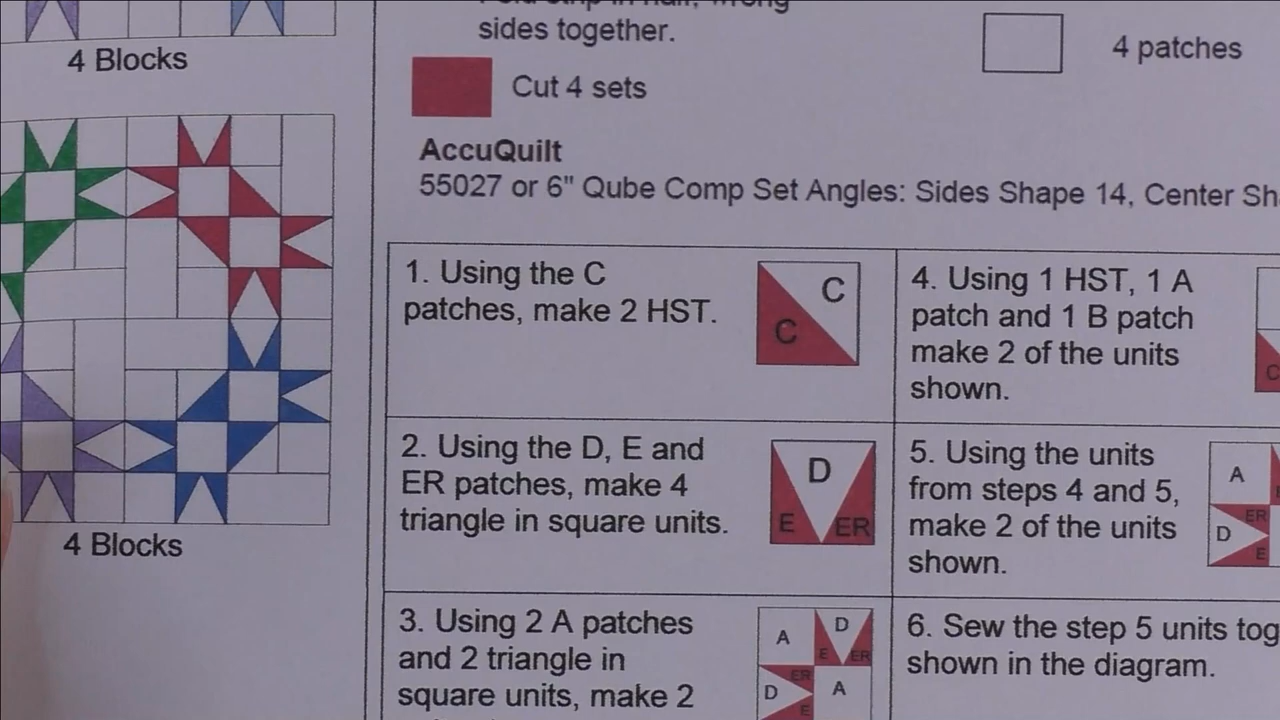 sides together.
4 patches
Cut 4 sets
AccuQuilt
55027 or 6" Qube Comp Set Angles: Sides Shape 14, Center
4 Blocks
4 Blocks
1. Using the C
patches, make 2 HST.
C
C
2. Using the D, E and
ER patches, make 4
triangle in square units.
D
E ER
3. Using 2 A patches
and 2 triangle in
square units, make 2
A D
E ER
ER
D A
E
4. Using 1 HST, 1 A
patch and 1 B patch
make 2 of the units
shown.
C
5. Using the units
from steps 4 and 5,
make 2 of the units
shown.
A
ER
D
E
6. Sew the step 5 units
shown in the diagram.